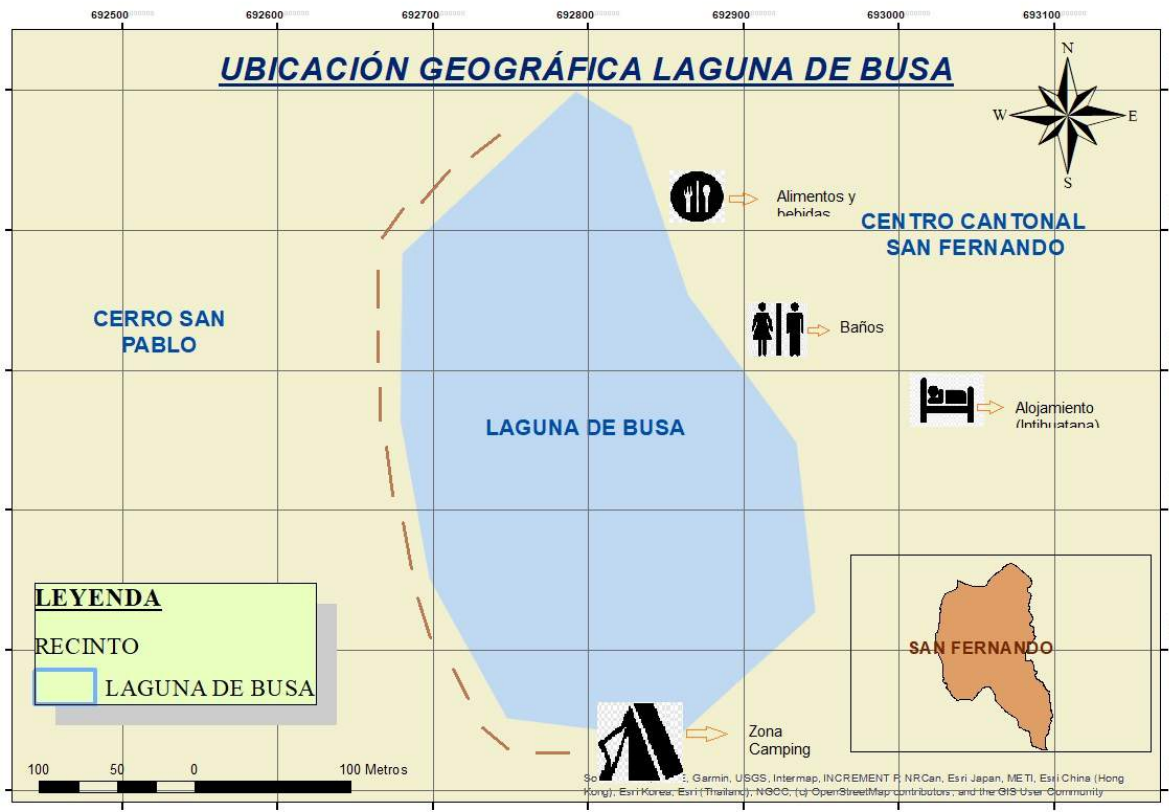 692500 692600 692700 692800 692900 693000 693100
UBICACIÓN GEOGRÁFICA LAGUNA DE BUSA
N
W E
S
Alimentos y
bebidas
CENTRO CANTONAL
SAN FERNANDO
CERRO SAN
PABLO
Baños
Alojamiento
(Intihuatana)
LAGUNA DE BUSA
LEYENDA
RECINTO
LAGUNA DE BUSA
SAN FERNANDO
Zona
Camping
100 50 0 100 Metros
Garmin, USGS, Intermap, INCREMENT P, NRCan, Esri Japan, METI, Esri China (Hong
Kong), Esri Korea, Esri (Thailand), NGCC, (c) OpenStreetMap contributors, and the GIS User Community